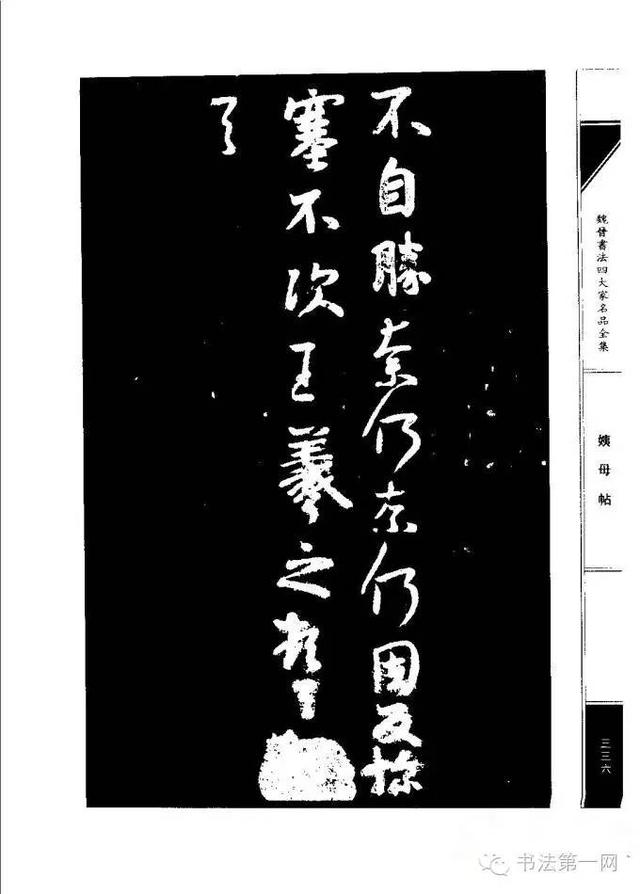 不自勝奈何奈何因反慘
塞不次王羲之頓首
魏晉書法四大家名品全集
姨母帖
三三六
书法第一网